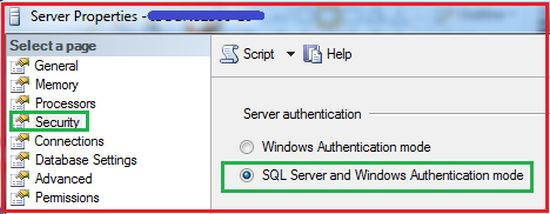 Server Properties -
Select a page
General
Memory
Processors
Security
Connections
Database Settings
Advanced
Permissions
Script Help
Server authentication
Windows Authentication mode
SQL Server and Windows Authentication mode